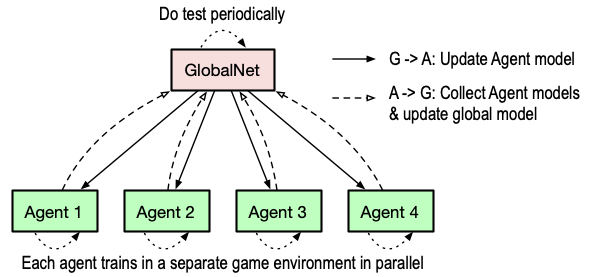 Do test periodically
GlobalNet
G -> A: Update Agent model
A -> G: Collect Agent models
& update global model
Agent 1
Agent 2
Agent 3
Agent 4
Each agent trains in a separate game environment in parallel